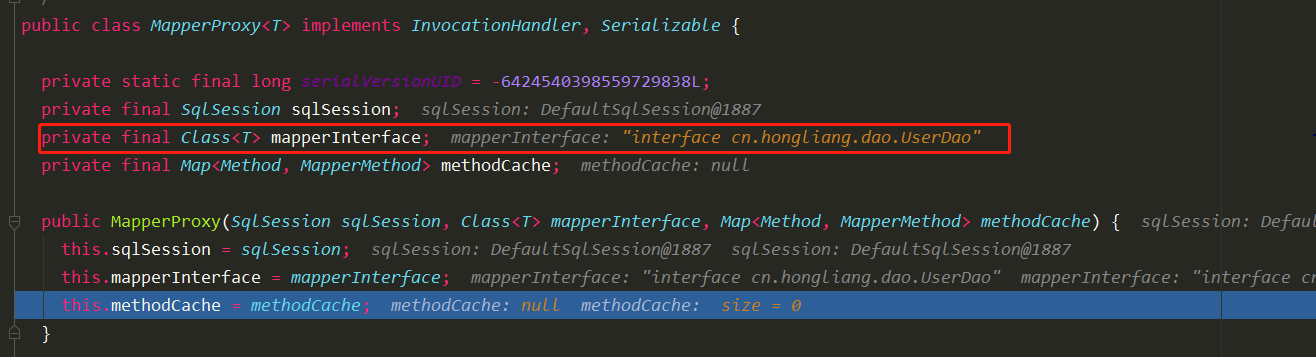 public class MapperProxy<T> implements InvocationHandler, Serializable {
private static final long serialVersionUID = -6424540398559729838L;
private final SqlSession sqlSession; sqlSession: DefaultSqlSession@1887
private final Class<T> mapperInterface; mapperInterface: "interface cn.hongliang.dao.UserDao"
private final Map<Method, MapperMethod> methodCache; methodCache: null
public MapperProxy(SqlSession sqlSession, Class<T> mapperInterface, Map<Method, MapperMethod> methodCache) { sqlSession: Defau
this.sqlSession = sqlSession; sqlSession: DefaultSqlSession@1887 sqlSession: DefaultSqlSession@1887
this.mapperInterface = mapperInterface; mapperInterface: "interface cn.hongliang.dao.UserDao" mapperInterface: "interface cn
this.methodCache = methodCache; methodCache: null methodCache: size = 0
}